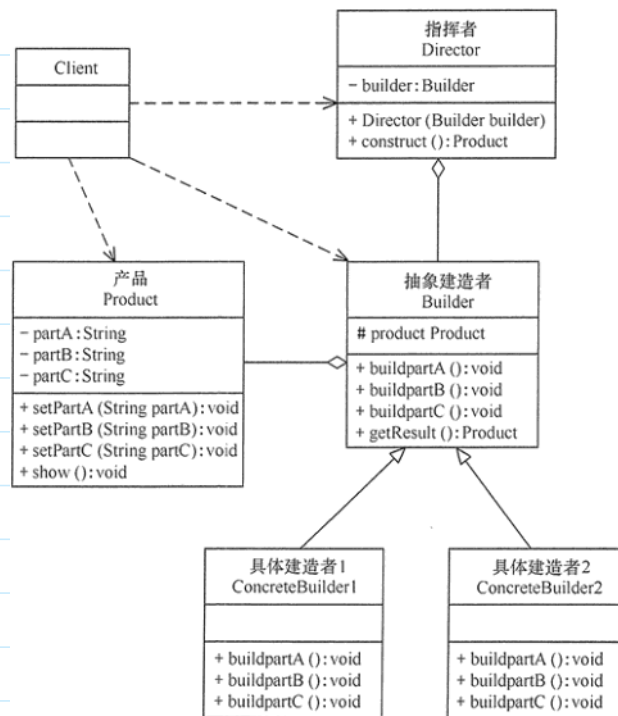 Client
指挥者
Director
- builder:Builder
+ Director (Builder builder)
+ construct ():Product
产品
Product
- partA:String
- partB:String
- partC:String
+ setPartA (String partA):void
+ setPartB (String partB):void
+ setPartC (String partC):void
+ show ():void
抽象建造者
Builder
# product Product
+ buildpartA ():void
+ buildpartB ():void
+ buildpartC ():void
+ getResult ():Product
具体建造者1
ConcreteBuilder1
+ buildpartA ():void
+ buildpartB ():void
+ buildpartC ():void
具体建造者2
ConcreteBuilder2
+ buildpartA ():void
+ buildpartB ():void
+ buildpartC ():void